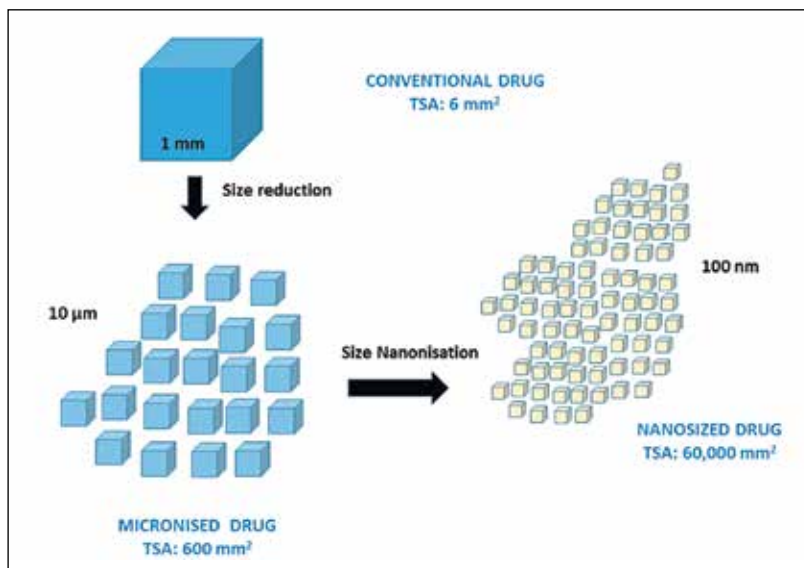 CONVENTIONAL DRUG
TSA: 6 mm²
1 mm
Size reduction
100 nm
10 µm
Size Nanonisation
NANOSIZED DRUG
TSA: 60,000 mm²
MICRONISED DRUG
TSA: 600 mm²